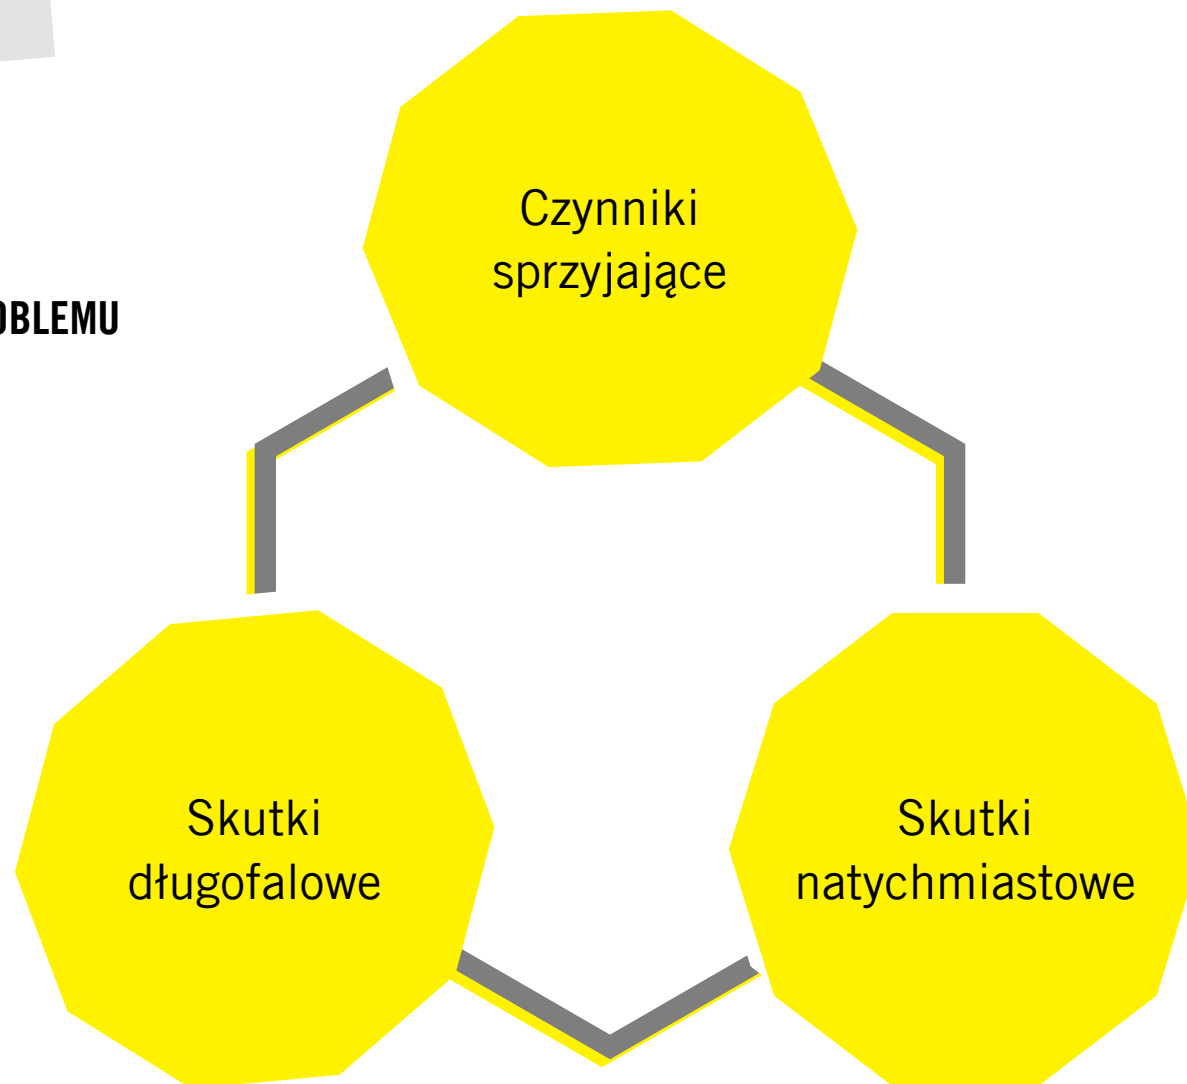 Czynniki
sprzyjające
OBLEMU
Skutki
długofalowe
Skutki
natychmiastowe